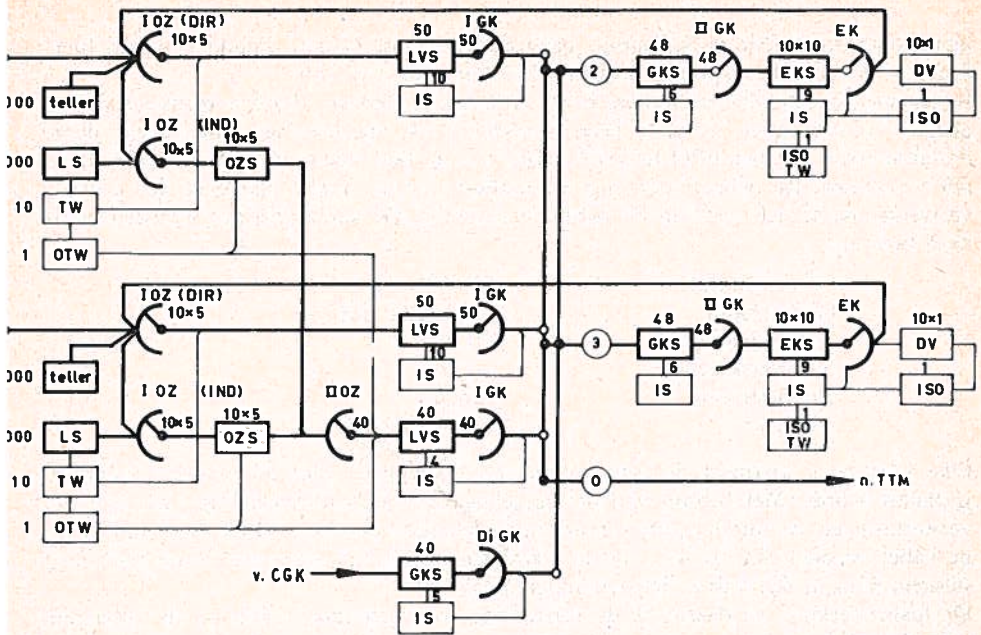 I OZ (DIR)
10×5
50
LVS
50
I GK
10
IS
2
48
GKS
6
IS
II GK
48
10×10
EKS
9
IS
1
ISO
TW
EK
10×1
DV
1
ISO
000
teller
I OZ (IND)
10×5
10×5
OZS
000
LS
10
TW
1
OTW
I OZ (DIR)
10×5
50
LVS
50
I GK
10
IS
3
48
GKS
6
IS
II GK
48
10×10
EKS
9
IS
1
ISO
TW
EK
10×1
DV
1
ISO
000
teller
I OZ (IND)
10×5
10×5
OZS
II OZ
40
40
LVS
40
I GK
4
IS
000
LS
10
TW
1
OTW
0
n.TTM
v. CGK
40
GKS
5
IS
Di GK